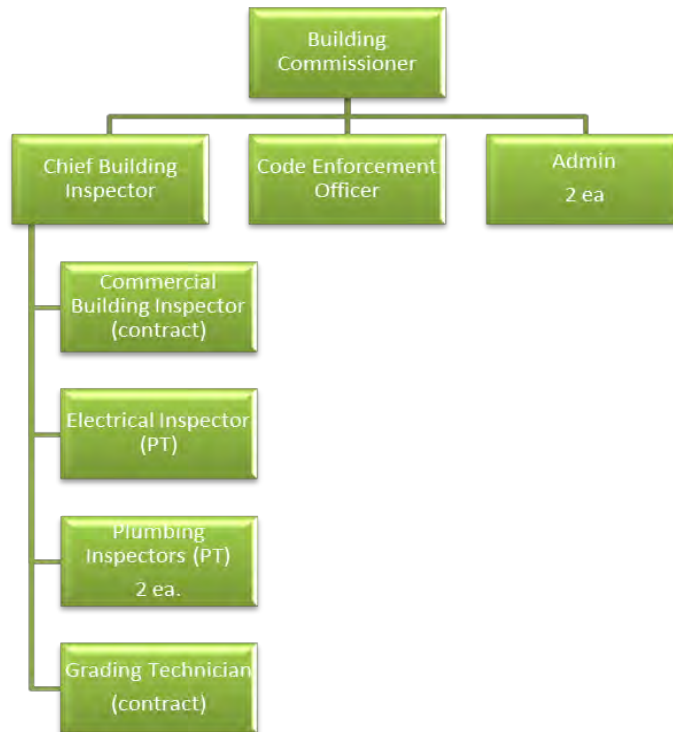 Building
Commissioner
Chief Building
Inspector
Code Enforcement
Officer
Admin
2 ea
Commercial
Building Inspector
(contract)
Electrical Inspector
(PT)
Plumbing
Inspectors (PT)
2 ea.
Grading Technician
(contract)